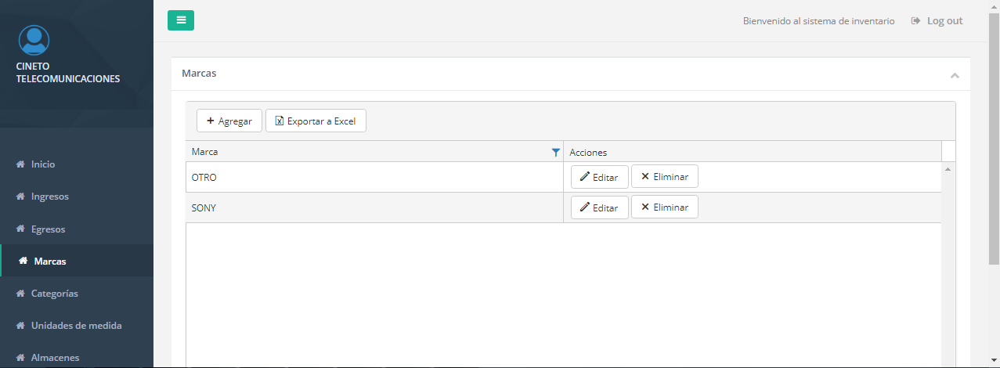 Bienvenido al sistema de inventario
Log out
CINETO
TELECOMUNICACIONES
Inicio
Ingresos
Egresos
Marcas
Categorías
Unidades de medida
Almacenes
Marcas
Agregar
Exportar a Excel
Marca
Acciones
OTRO
Editar
Eliminar
SONY
Editar
Eliminar